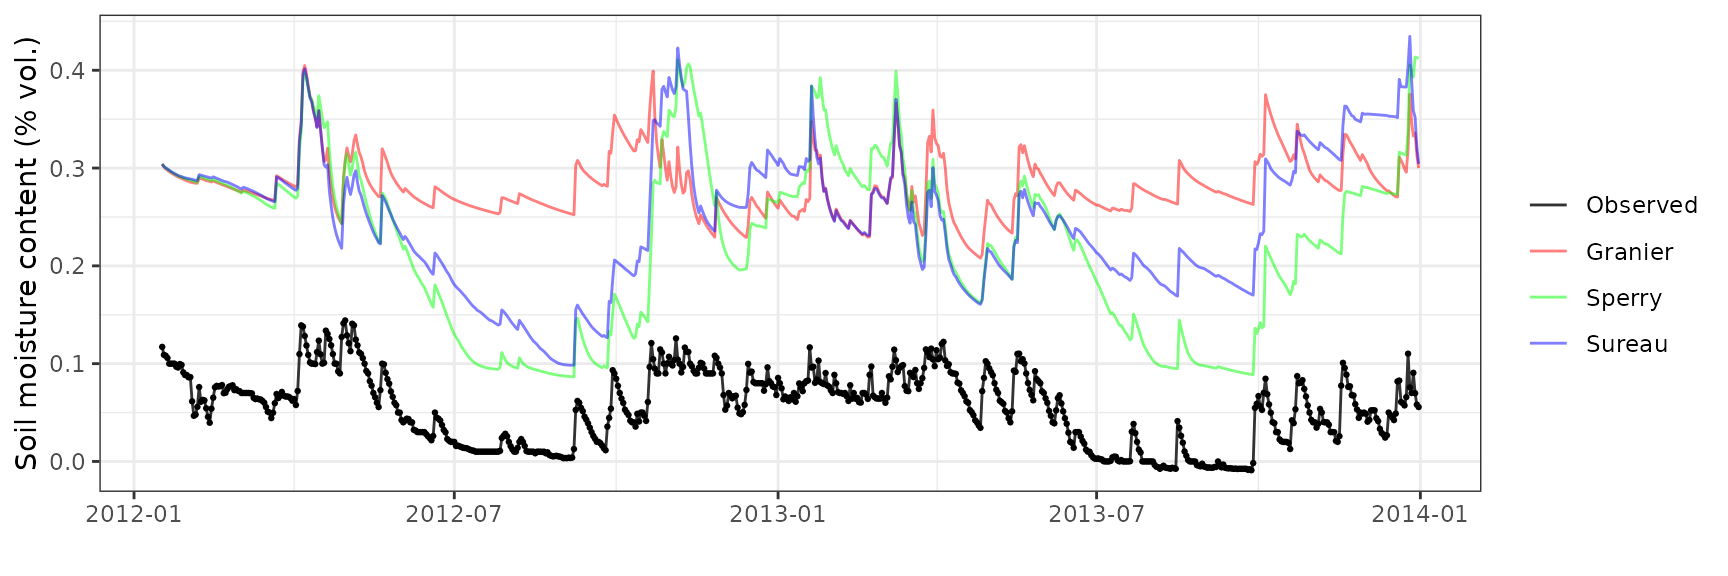 Soil moisture content (% vol.)
0.4
0.3
0.2
0.1
0.0
2012-01
2012-07
2013-01
2013-07
2014-01
Observed
Granier
Sperry
Sureau